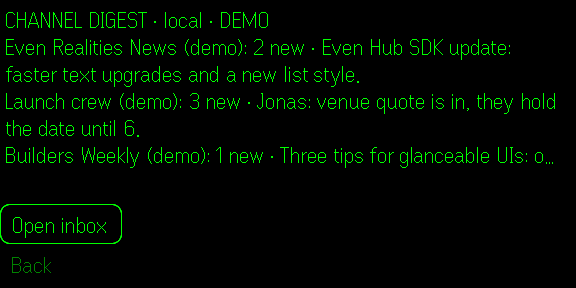 CHANNEL DIGEST · local · DEMO
Even Realities News (demo): 2 new · Even Hub SDK update:
faster text upgrades and a new list style.
Launch crew (demo): 3 new · Jonas: venue quote is in, they hold
the date until 6.
Builders Weekly (demo): 1 new · Three tips for glanceable UIs: o...
Open inbox
Back